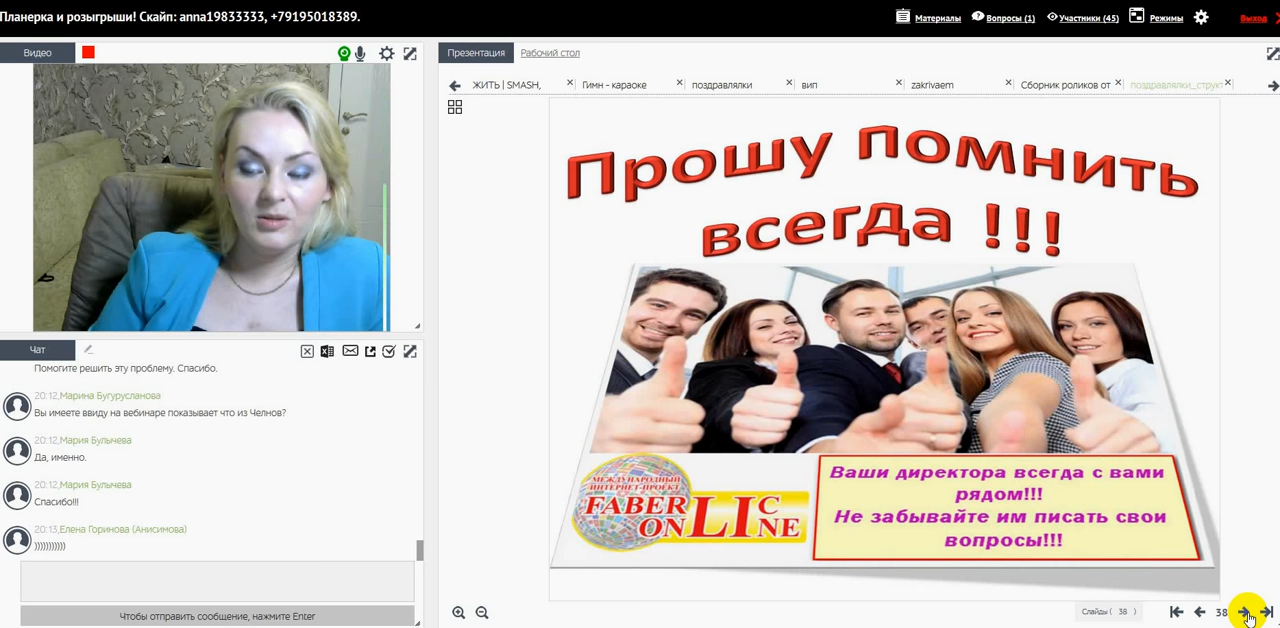 Планерка и розыгрыши! Скайп: anna19833333, +79195018389.
Материалы
Вопросы (1)
Участники (45)
Режимы
Выход
Видео
Презентация
Рабочий стол
ЖИТЬ | SMASH,
Гимн - караоке
поздравлялки
вип
zakrivaem
Сборник роликов от
поздравлялки_структ
Прошу помнить
всегда !!!
МЕЖДУНАРОДНЫЙ
ИНТЕРНЕТ-ПРОЕКТ
FABERLIC
ONLINE
Ваши директора всегда с вами
рядом!!!
Не забывайте им писать свои
вопросы!!!
Чат
Помогите решить эту проблему. Спасибо.
20:12, Марина Бугурусланова
Вы имеете ввиду на вебинаре показывает что из Челнов?
20:12, Мария Булычева
Да, именно.
20:12, Мария Булычева
Спасибо!!!
20:13, Елена Горинова (Анисимова)
)))))))))))
Чтобы отправить сообщение, нажмите Enter
Слайды ( 38 )
38